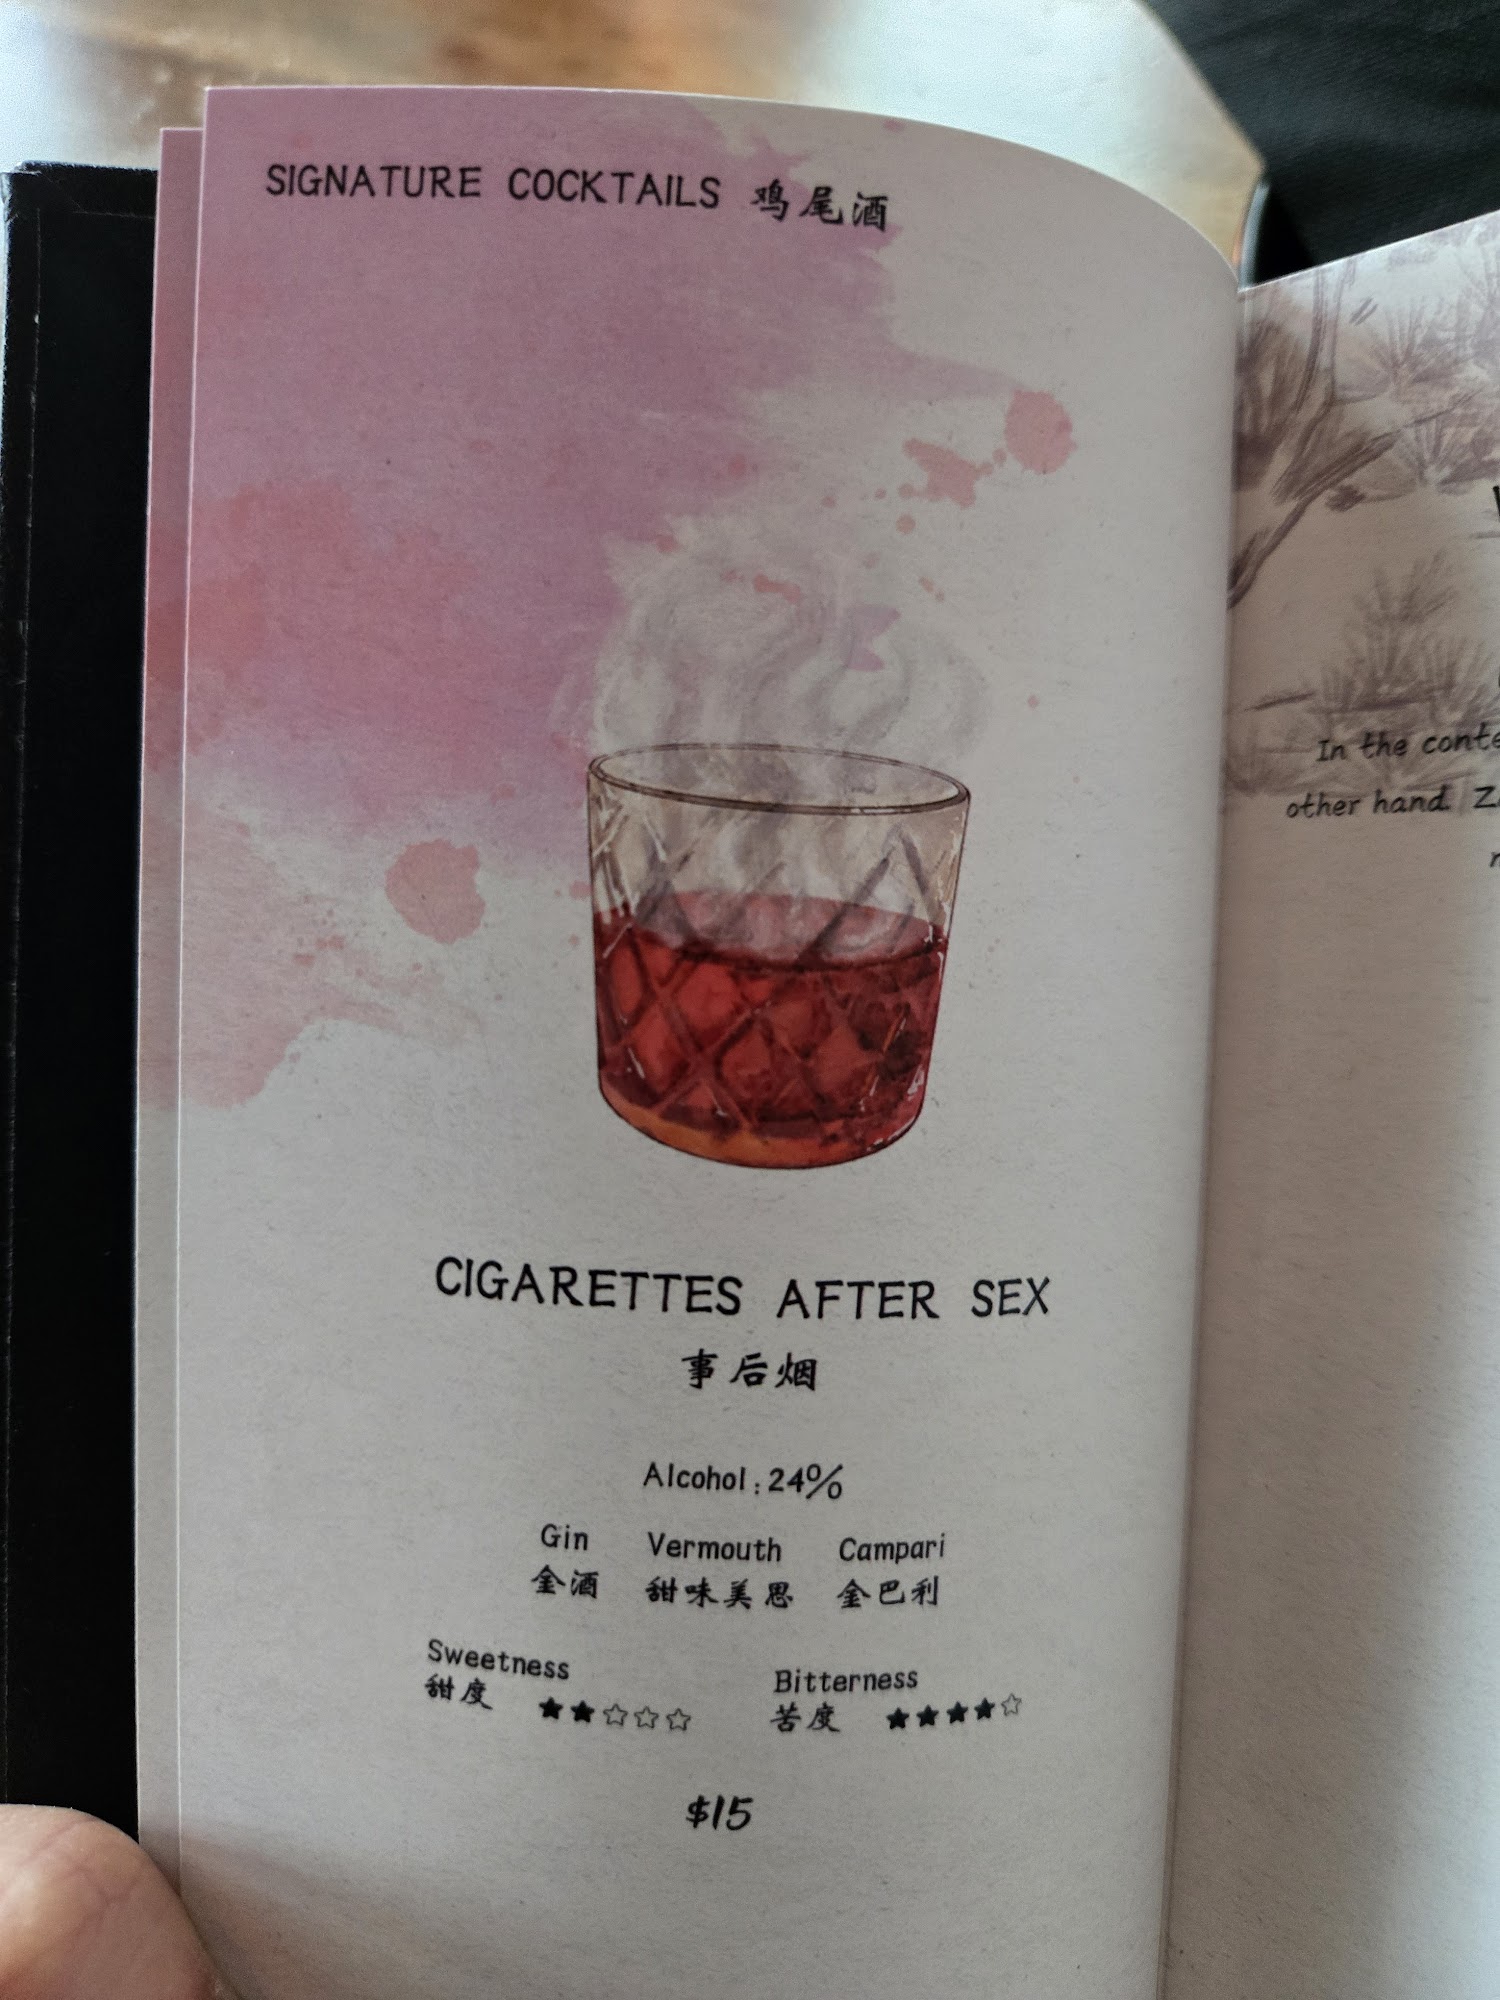 SIGNATURE COCKTAILS 鸡尾酒
CIGARETTES AFTER SEX
事后烟
Alcohol:24%
Gin Vermouth Campari
金酒 甜味美思 金巴利
Sweetness
甜度 ★★☆☆☆
Bitterness
苦度 ★★★★☆
$15
In the
other hand.